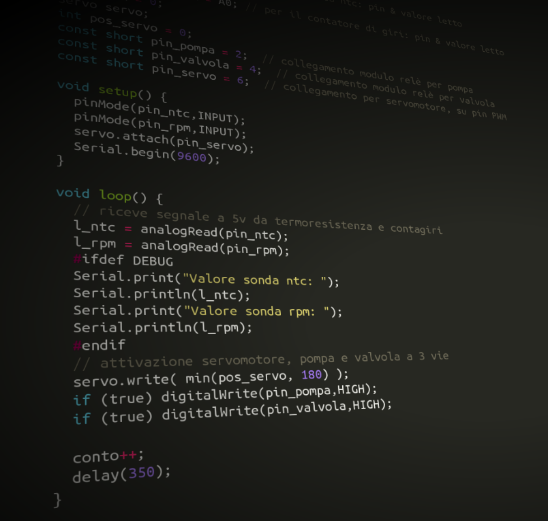 AB; // per il contatore di giri: pin & valore letto
servo servo;
int pos_servo = 0;
const short pin_pompa = 2; // collegamento modulo relè per pompa
const short pin_valvola = 4; // collegamento modulo relè per valvola
const short pin_servo = 6; // collegamento per servomotore, su pin PWM
void setup() {
pinMode(pin_ntc,INPUT);
pinMode(pin_rpm,INPUT);
servo.attach(pin_servo);
Serial.begin(9600);
}
void loop() {
// riceve segnale a 5v da termoresistenza e contagiri
l_ntc = analogRead(pin_ntc);
l_rpm = analogRead(pin_rpm);
#ifdef DEBUG
Serial.print("Valore sonda ntc: ");
Serial.println(l_ntc);
Serial.print("Valore sonda rpm: ");
Serial.println(l_rpm);
#endif
// attivazione servomotore, pompa e valvola a 3 vie
servo.write( min(pos_servo, 180) );
if (true) digitalWrite(pin_pompa,HIGH);
if (true) digitalWrite(pin_valvola,HIGH);
conto++;
delay(350);
}